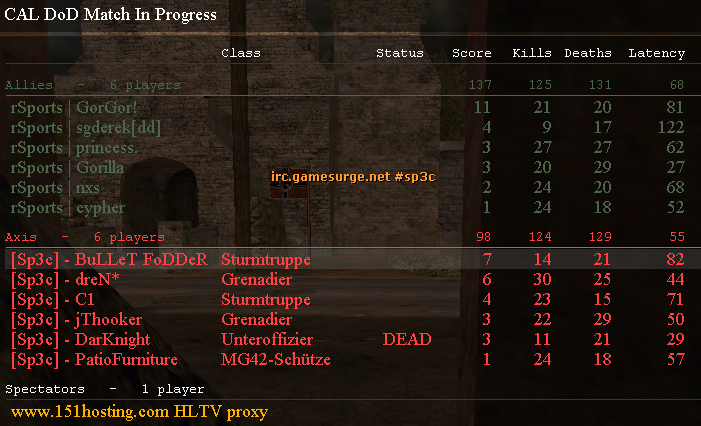 CAL DoD Match In Progress
Class Status Score Kills Deaths Latency
Allies - 6 players 137 125 131 68
rSports | GorGor! 11 21 20 81
rSports | sgderek[dd] 4 9 17 122
rSports | princess. 3 27 27 62
rSports | Gorilla 3 20 29 27
rSports | nxs 2 24 20 68
rSports | cypher 1 24 18 52
irc.gamesurge.net #sp3c
Axis - 6 players 98 124 129 55
[Sp3c] - BuLLeT FoDDeR Sturmtruppe 7 14 21 82
[Sp3c] - dreN* Grenadier 6 30 25 44
[Sp3c] - C1 Sturmtruppe 4 23 15 71
[Sp3c] - jThooker Grenadier 3 22 29 50
[Sp3c] - DarKnight Unteroffizier DEAD 3 11 21 29
[Sp3c] - PatioFurniture MG42-Schütze 1 24 18 57
Spectators - 1 player
www.151hosting.com HLTV proxy